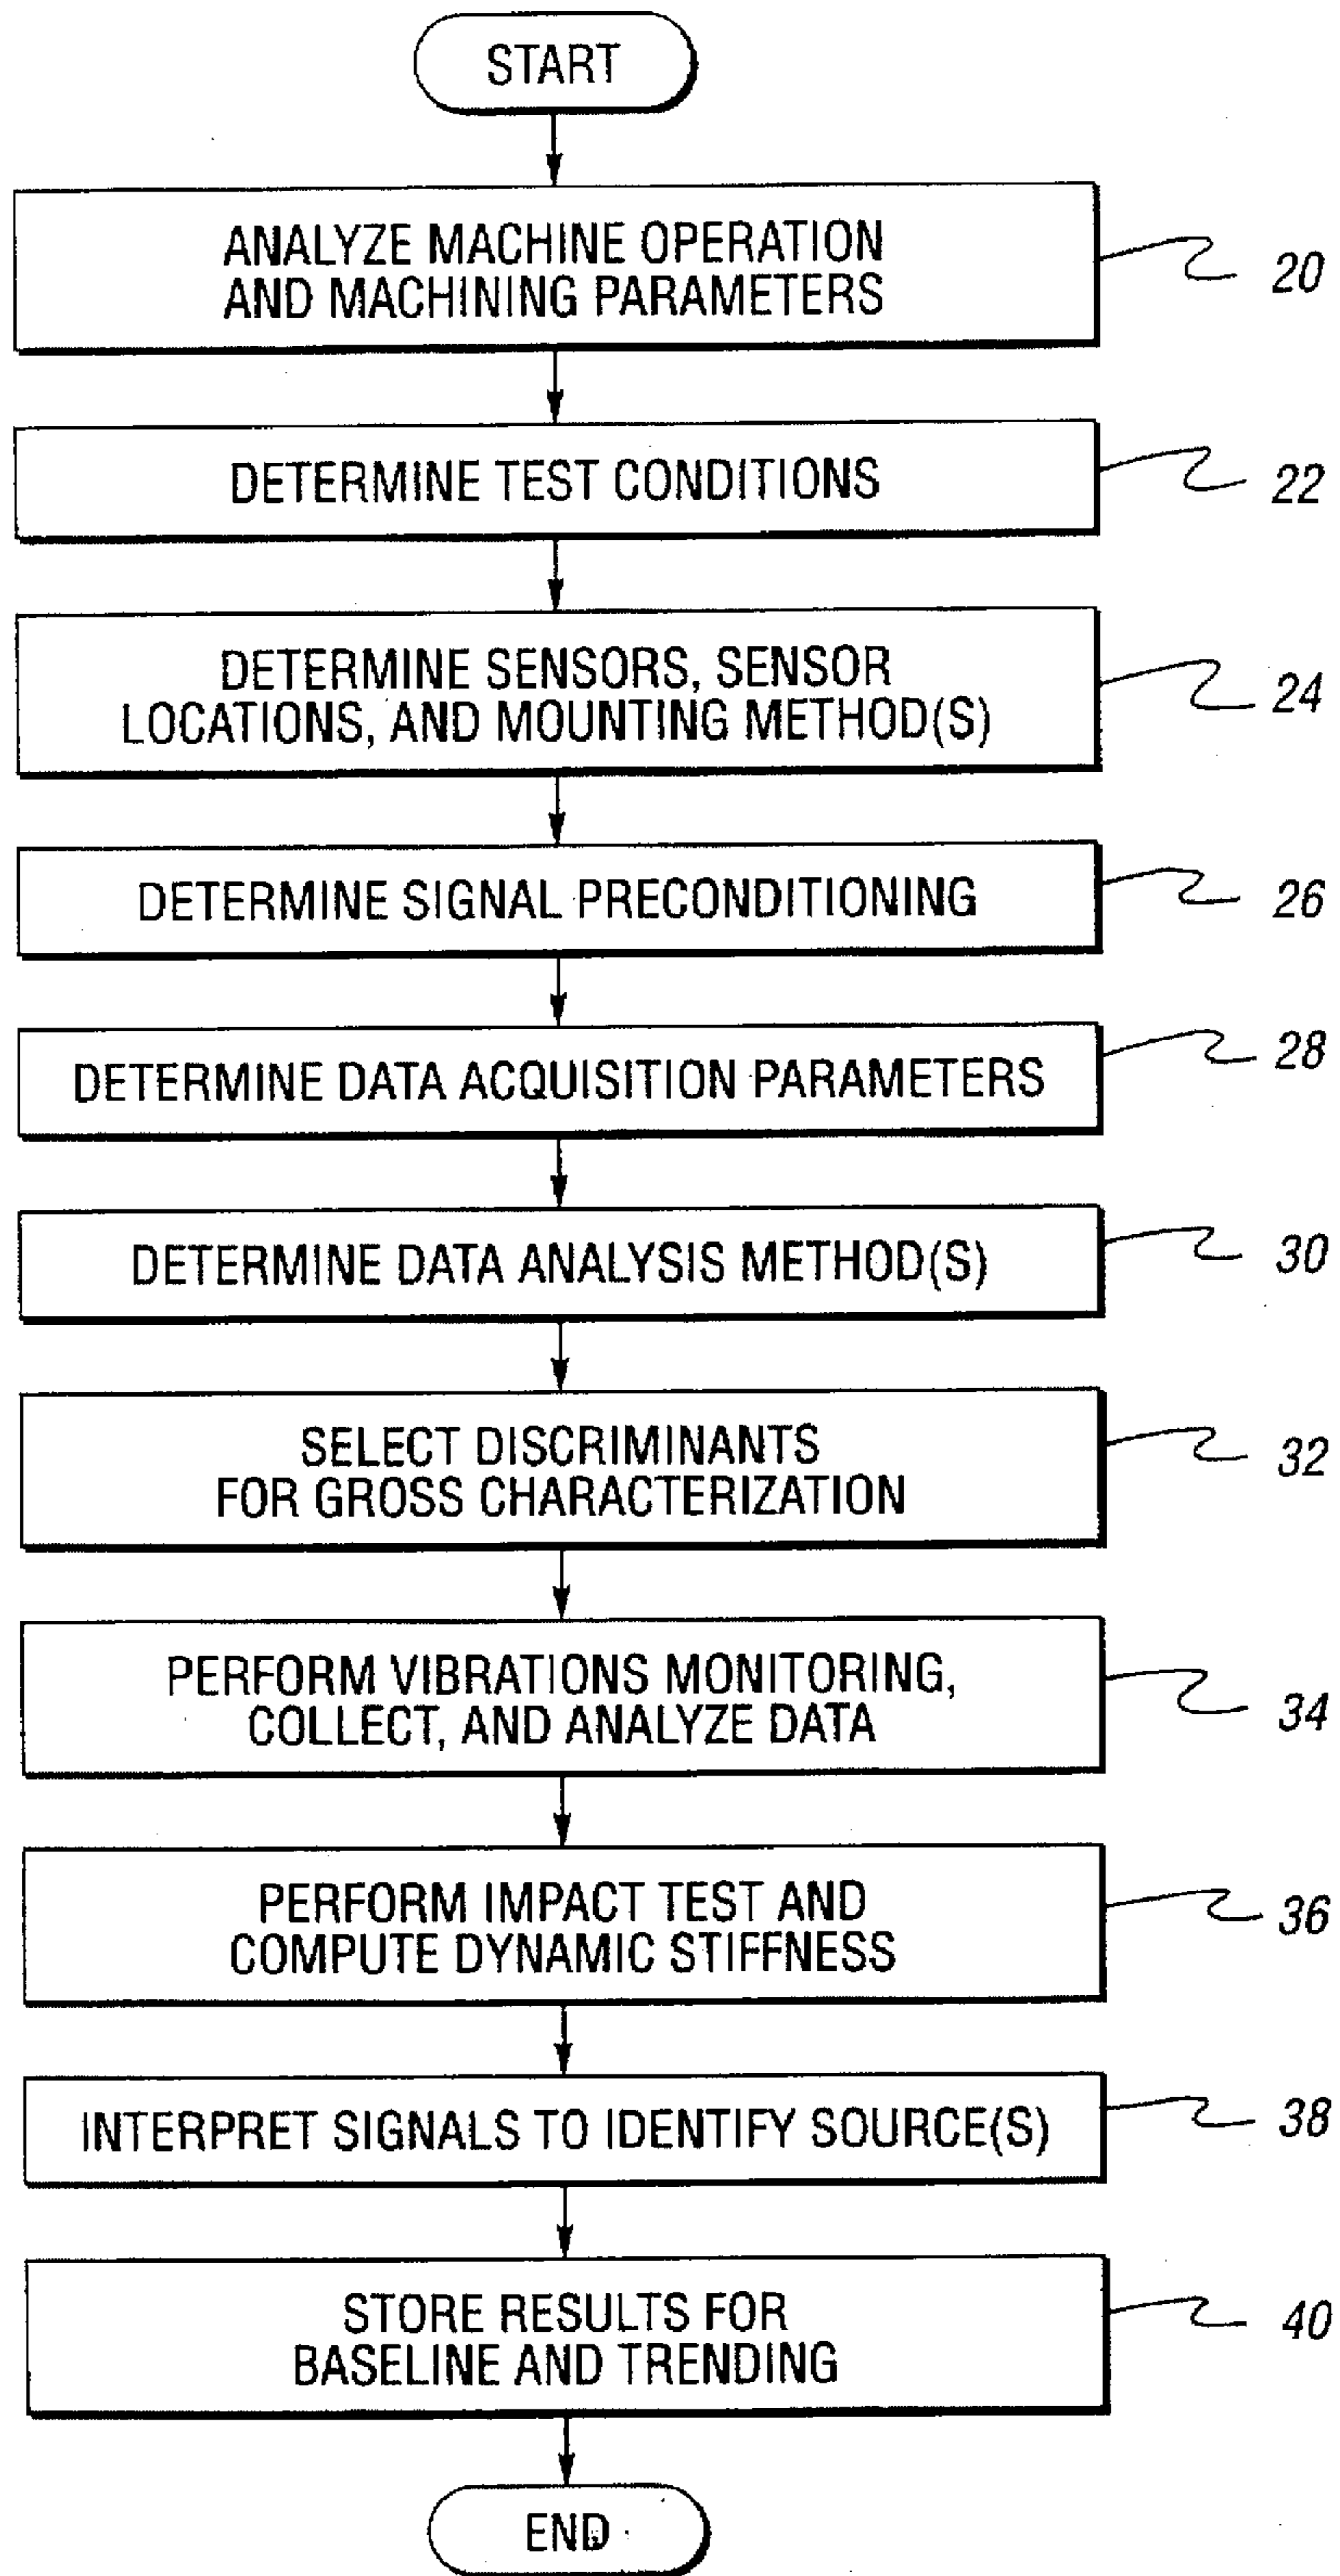 START
ANALYZE MACHINE OPERATION
AND MACHINING PARAMETERS
20
DETERMINE TEST CONDITIONS
22
DETERMINE SENSORS, SENSOR
LOCATIONS, AND MOUNTING METHOD(S)
24
DETERMINE SIGNAL PRECONDITIONING
26
DETERMINE DATA ACQUISITION PARAMETERS
28
DETERMINE DATA ANALYSIS METHOD(S)
30
SELECT DISCRIMINANTS
FOR GROSS CHARACTERIZATION
32
PERFORM VIBRATIONS MONITORING,
COLLECT, AND ANALYZE DATA
34
PERFORM IMPACT TEST AND
COMPUTE DYNAMIC STIFFNESS
36
INTERPRET SIGNALS TO IDENTIFY SOURCE(S)
38
STORE RESULTS FOR
BASELINE AND TRENDING
40
END